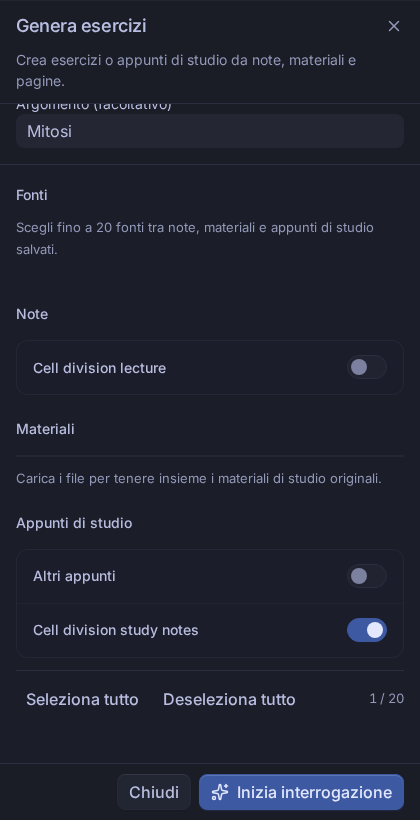 Genera esercizi
Crea esercizi o appunti di studio da note, materiali e
pagine.
Argomento (facoltativo)
Mitosi
Fonti
Scegli fino a 20 fonti tra note, materiali e appunti di studio
salvati.
Note
Cell division lecture
Materiali
Carica i file per tenere insieme i materiali di studio originali.
Appunti di studio
Altri appunti
Cell division study notes
Seleziona tutto Deseleziona tutto 1 / 20
Chiudi Inizia interrogazione